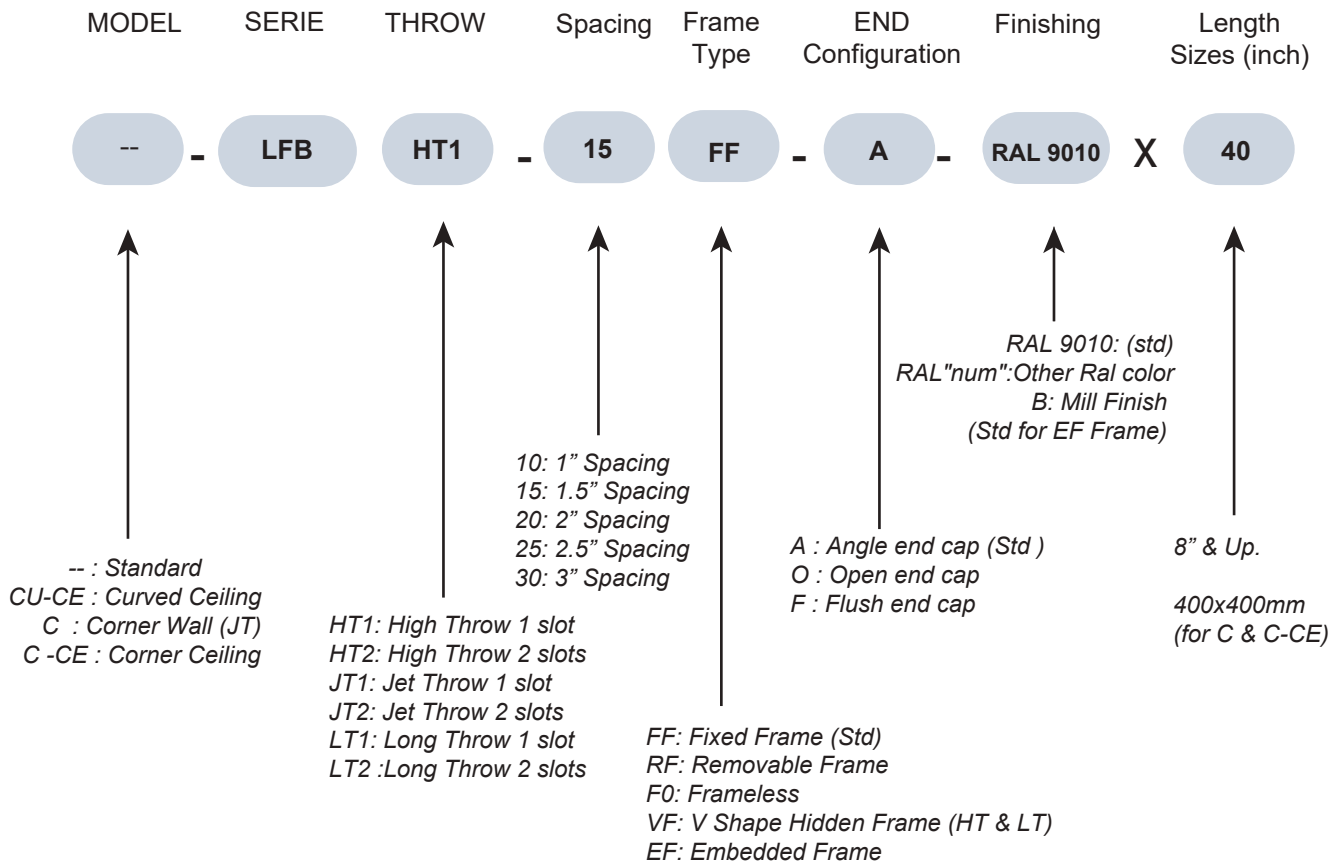 MODEL SERIE THROW Spacing Frame Type END Configuration Finishing Length Sizes (inch)
-- - LFB HT1 - 15 FF - A - RAL 9010 X 40
RAL 9010: (std)
RAL"num":Other Ral color
B: Mill Finish
(Std for EF Frame)
10: 1” Spacing
15: 1.5” Spacing
20: 2” Spacing
25: 2.5” Spacing
30: 3” Spacing
A : Angle end cap (Std )
O : Open end cap
F : Flush end cap
8” & Up.
400x400mm
(for C & C-CE)
-- : Standard
CU-CE : Curved Ceiling
C : Corner Wall (JT)
C -CE : Corner Ceiling
HT1: High Throw 1 slot
HT2: High Throw 2 slots
JT1: Jet Throw 1 slot
JT2: Jet Throw 2 slots
LT1: Long Throw 1 slot
LT2 :Long Throw 2 slots
FF: Fixed Frame (Std)
RF: Removable Frame
F0: Frameless
VF: V Shape Hidden Frame (HT & LT)
EF: Embedded Frame